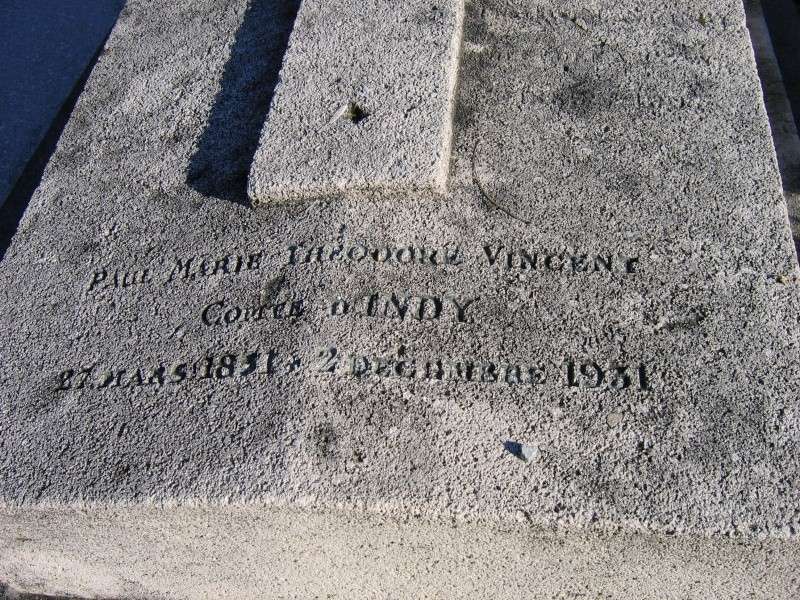 PAUL MARIE THÉODORE VINCENT
COMTE D'INDY
27 MARS 1851 * 2 DÉCEMBRE 1931